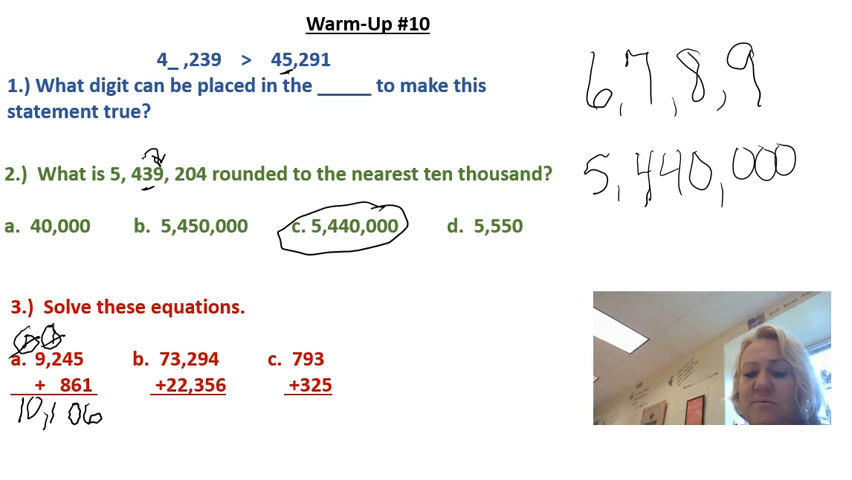 Warm-Up #10
4_ ,239 > 45,291
6,7,8,9
1.) What digit can be placed in the _____ to make this
statement true?
2.) What is 5, 439, 204 rounded to the nearest ten thousand?
5,440,000
a. 40,000 b. 5,450,000 c. 5,440,000 d. 5,550
3.) Solve these equations.
a. 9,245 b. 73,294 c. 793
+ 861 +22,356 +325
10,106